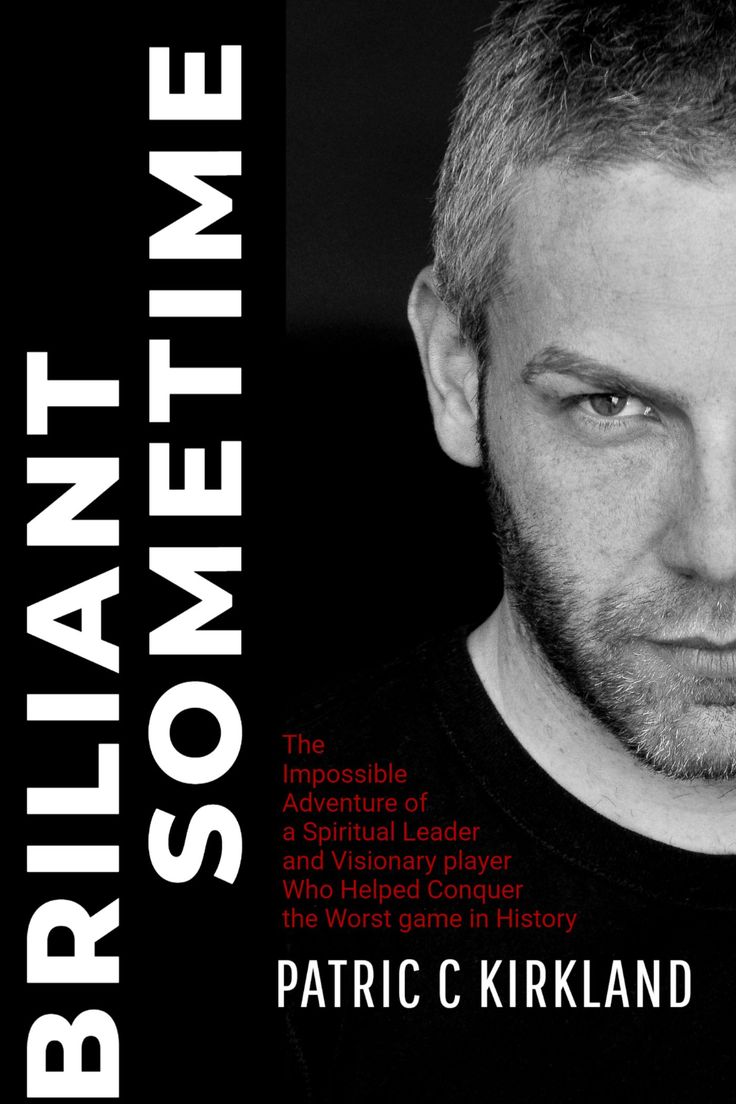 BRILIANT
SOMETIME
The
Impossible
Adventure of
a Spiritual Leader
and Visionary player
Who Helped Conquer
the Worst game in History
PATRIC C KIRKLAND